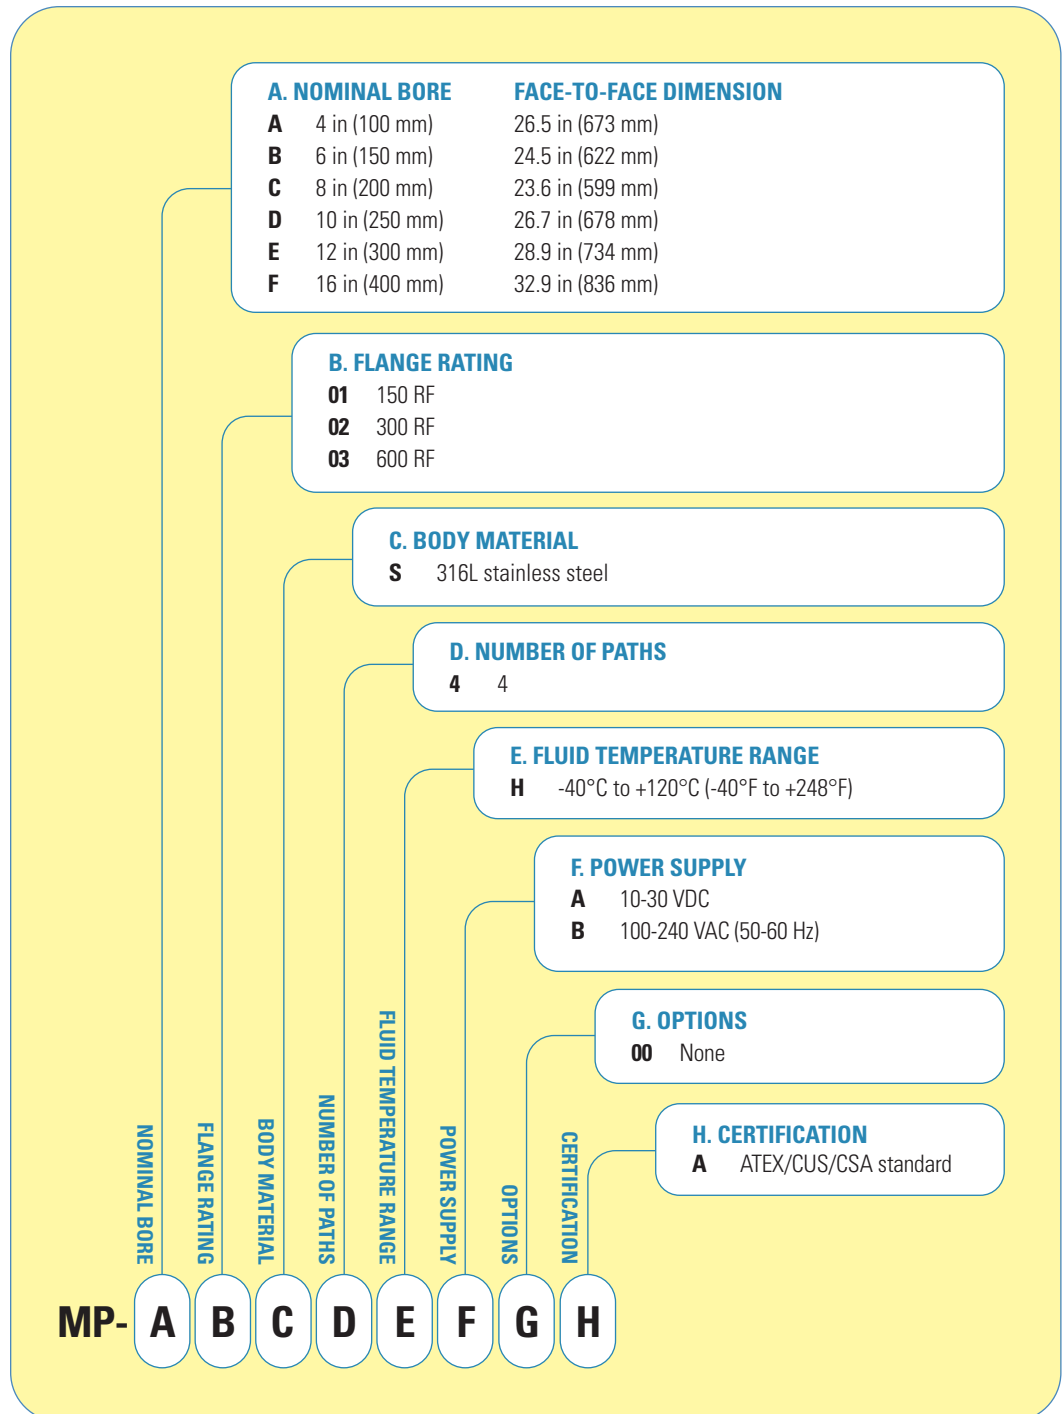 A. NOMINAL BORE FACE-TO-FACE DIMENSION
A 4 in (100 mm) 26.5 in (673 mm)
B 6 in (150 mm) 24.5 in (622 mm)
C 8 in (200 mm) 23.6 in (599 mm)
D 10 in (250 mm) 26.7 in (678 mm)
E 12 in (300 mm) 28.9 in (734 mm)
F 16 in (400 mm) 32.9 in (836 mm)
B. FLANGE RATING
01 150 RF
02 300 RF
03 600 RF
C. BODY MATERIAL
S 316L stainless steel
D. NUMBER OF PATHS
4 4
E. FLUID TEMPERATURE RANGE
H -40°C to +120°C (-40°F to +248°F)
F. POWER SUPPLY
A 10-30 VDC
B 100-240 VAC (50-60 Hz)
G. OPTIONS
00 None
H. CERTIFICATION
A ATEX/CUS/CSA standard
NOMINAL BORE
FLANGE RATING
BODY MATERIAL
NUMBER OF PATHS
FLUID TEMPERATURE RANGE
POWER SUPPLY
OPTIONS
CERTIFICATION
MP- A B C D E F G H